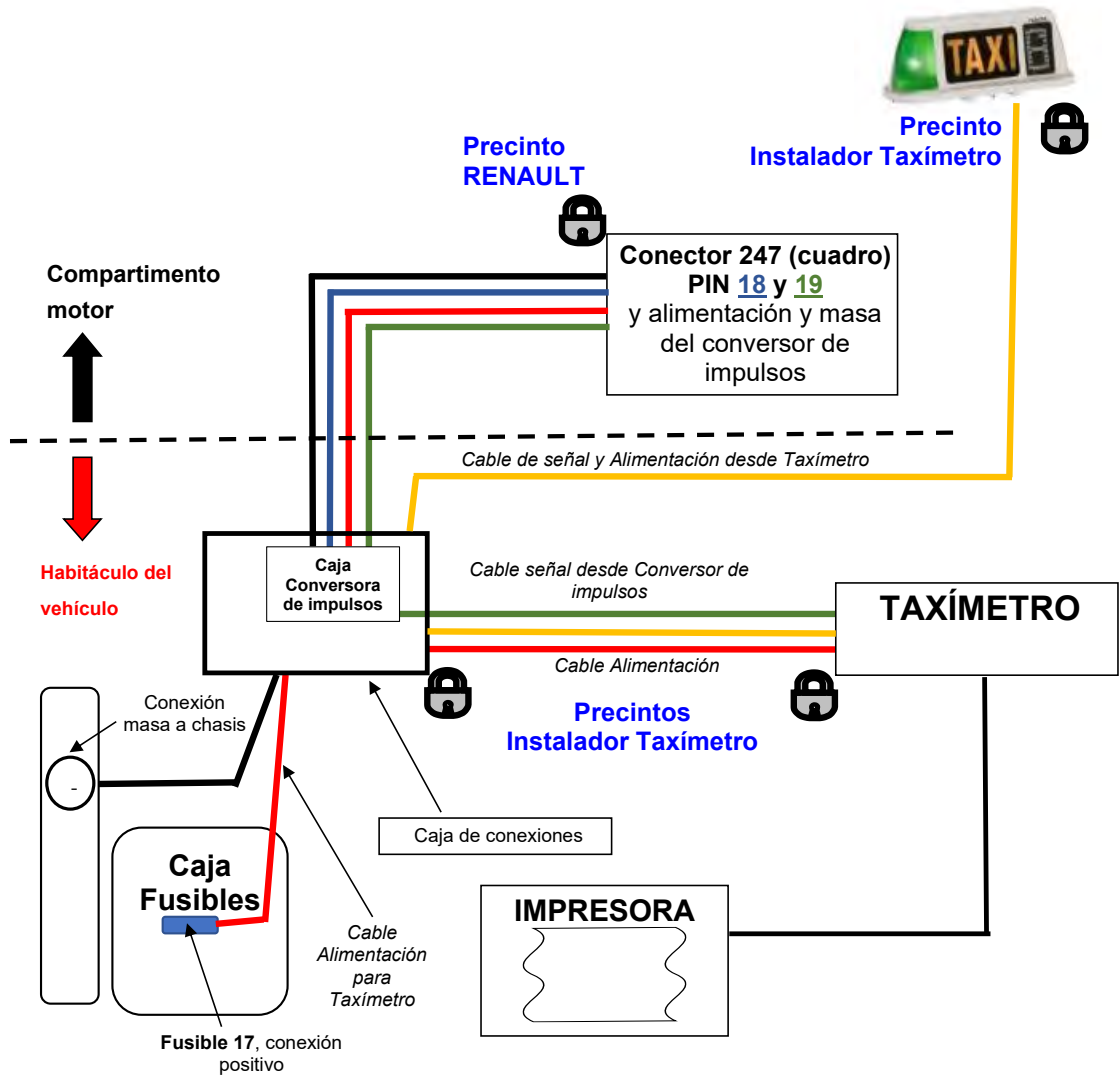 TAXI
Precinto
Instalador Taxímetro
Precinto
RENAULT
Conector 247 (cuadro)
PIN 18 y 19
y alimentación y masa
del conversor de
impulsos
Compartimento
motor
Cable de señal y Alimentación desde Taxímetro
Habitáculo del
vehículo
Caja
Conversora
de impulsos
Cable señal desde Conversor de
impulsos
TAXÍMETRO
Cable Alimentación
Precintos
Instalador Taxímetro
Conexión
masa a chasis
-
Caja de conexiones
Caja
Fusibles
IMPRESORA
Cable
Alimentación
para
Taxímetro
Fusible 17, conexión
positivo